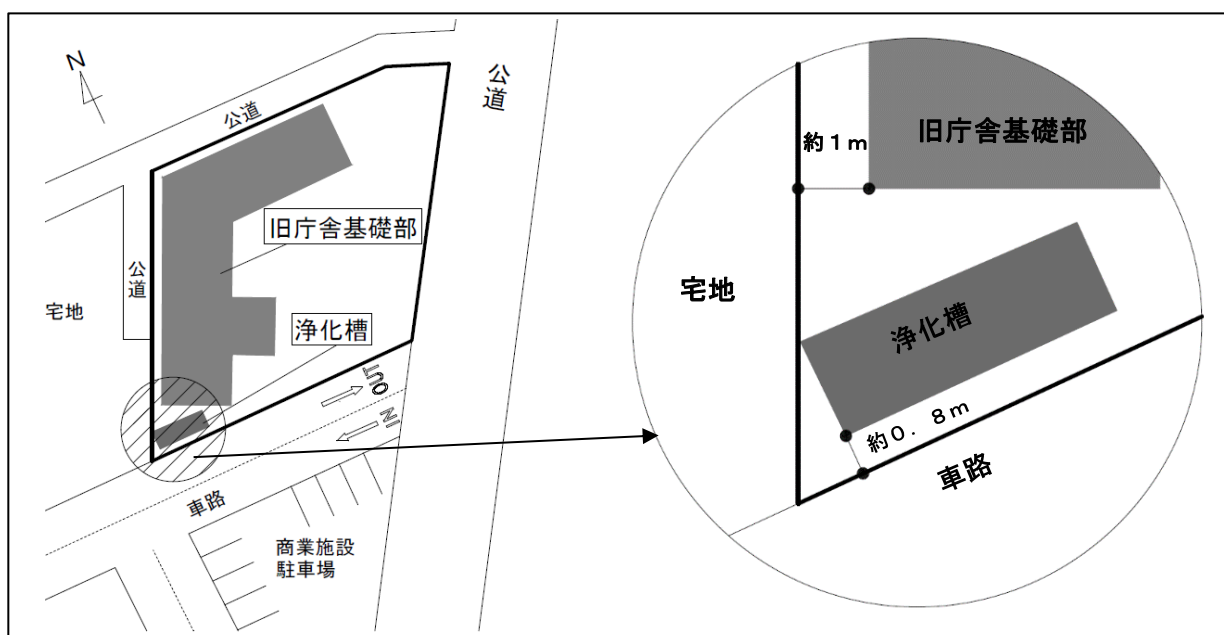 N
公道
公道
旧庁舎基礎部
公道
宅地
浄化槽
OUT
IN
車路
商業施設
駐車場
約1m
旧庁舎基礎部
宅地
浄化槽
約0.8m
車路